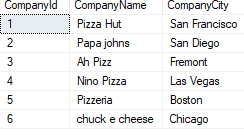 CompanyId CompanyName CompanyCity
1 Pizza Hut San Francisco
2 Papa johns San Diego
3 Ah Pizz Fremont
4 Nino Pizza Las Vegas
5 Pizzeria Boston
6 chuck e cheese Chicago